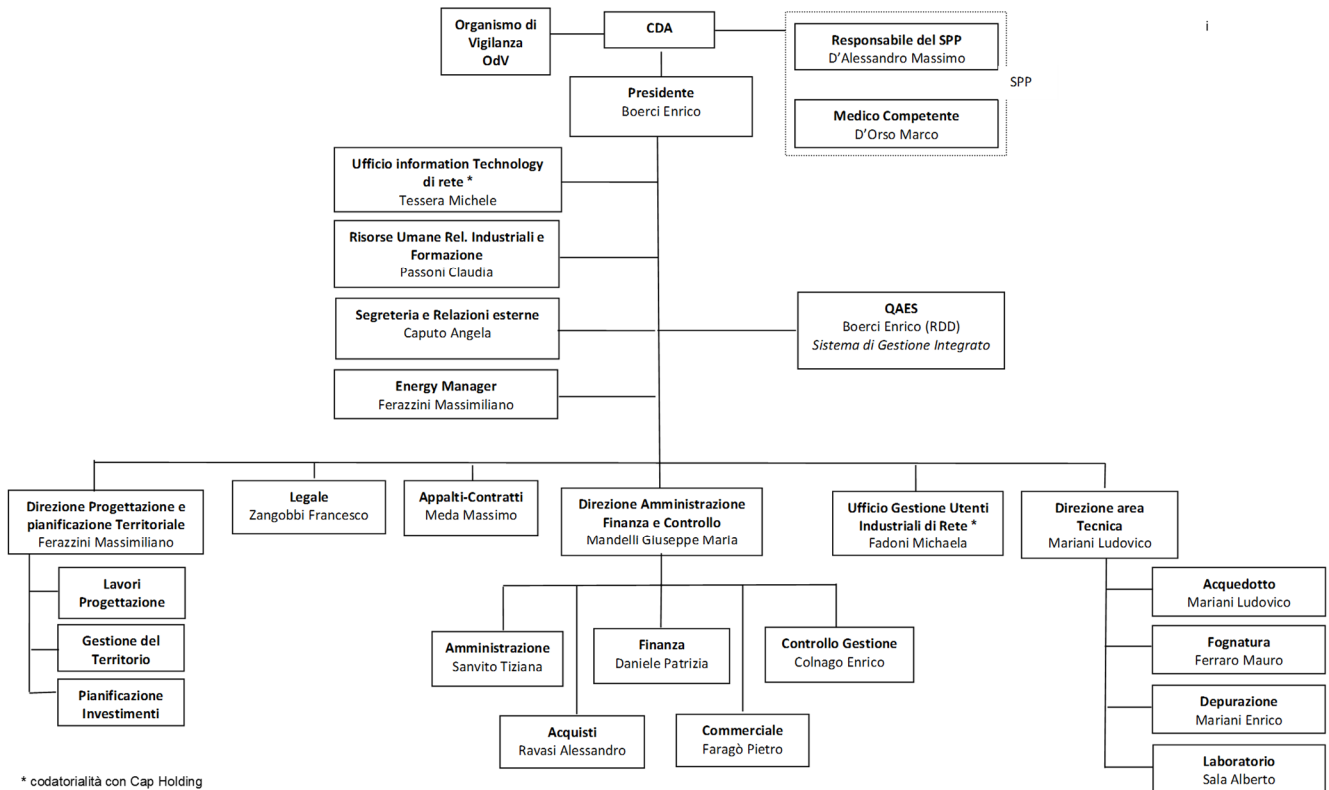 Organismo di
Vigilanza
OdV
CDA
Responsabile del SPP
D'Alessandro Massimo
i
SPP
Presidente
Boerci Enrico
Medico Competente
D'Orso Marco
Ufficio information Technology
di rete *
Tessera Michele
Risorse Umane Rel. Industriali e
Formazione
Passoni Claudia
Segreteria e Relazioni esterne
Caputo Angela
QAES
Boerci Enrico (RDD)
Sistema di Gestione Integrato
Energy Manager
Ferazzini Massimiliano
Direzione Progettazione e
pianificazione Territoriale
Ferazzini Massimiliano
Legale
Zangobbi Francesco
Appalti-Contratti
Meda Massimo
Direzione Amministrazione
Finanza e Controllo
Mandelli Giuseppe Maria
Ufficio Gestione Utenti
Industriali di Rete *
Fadoni Michaela
Direzione area
Tecnica
Mariani Ludovico
Lavori
Progettazione
Gestione del
Territorio
Pianificazione
Investimenti
Amministrazione
Sanvito Tiziana
Finanza
Daniele Patrizia
Controllo Gestione
Colnago Enrico
Acquisti
Ravasi Alessandro
Commerciale
Faragò Pietro
Acquedotto
Mariani Ludovico
Fognatura
Ferraro Mauro
Depurazione
Mariani Enrico
Laboratorio
Sala Alberto
* codatorialità con Cap Holding